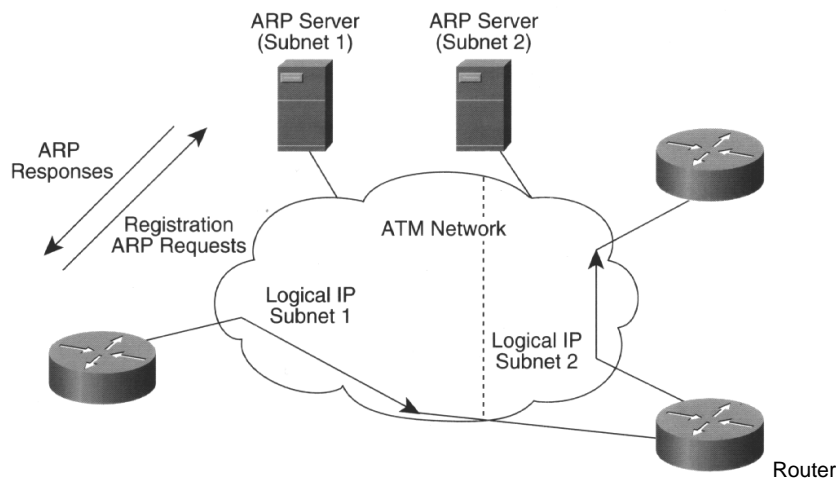 ARP Server
(Subnet 1)
ARP Server
(Subnet 2)
ARP
Responses
Registration
ARP Requests
ATM Network
Logical IP
Subnet 1
Logical IP
Subnet 2
Router